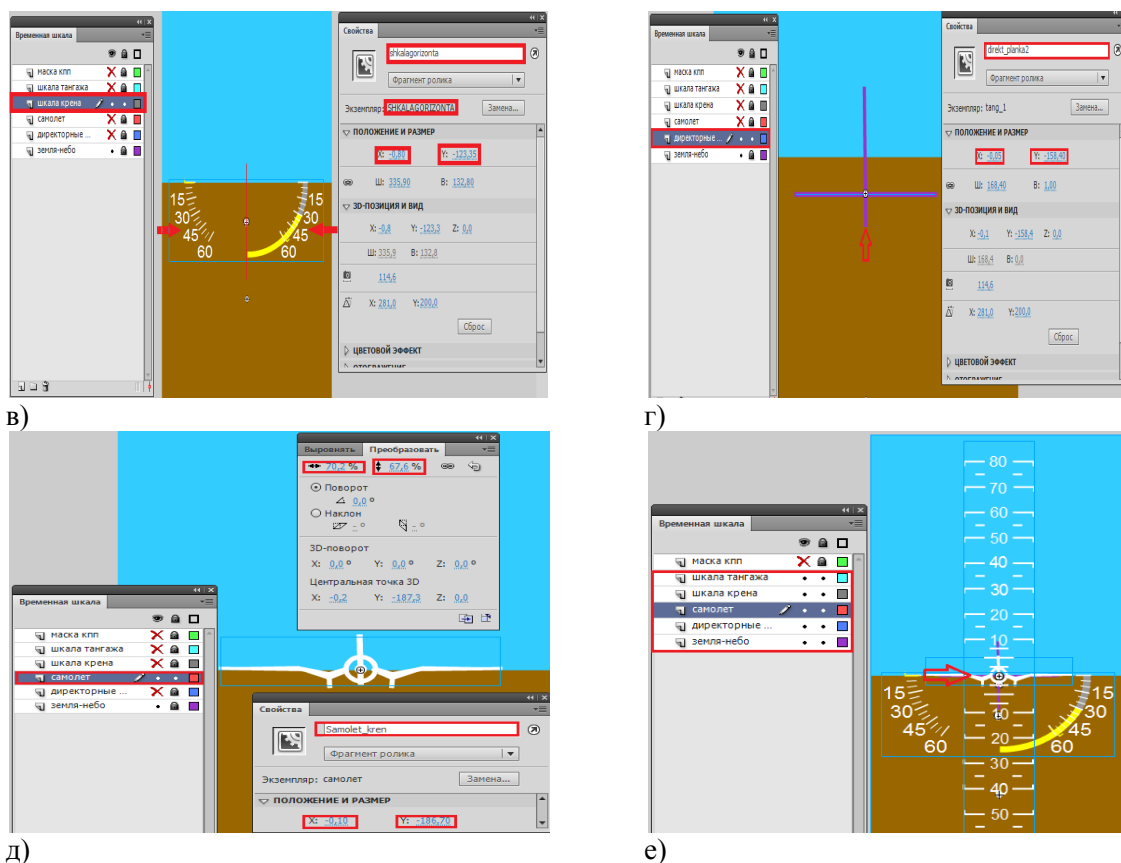 Временная шкала
маска кпп
шкала тангажа
шкала крена
самолет
директорные ...
земля-небо
15
30
45
60
15
30
45
60
Свойства
shkalagorizonta
Фрагмент ролика
Экземпляр: SHKALAGORIZONTA Замена...
ПОЛОЖЕНИЕ И РАЗМЕР
X: -0,80 Y: -123,35
Ш: 335,90 В: 132,80
3D-ПОЗИЦИЯ И ВИД
X: -0,8 Y: -123,3 Z: 0,0
Ш: 335,9 В: 132,8
114,6
X: 281,0 Y: 200,0
Сброс
ЦВЕТОВОЙ ЭФФЕКТ
ОТОБРАЖЕНИЕ
в)
Временная шкала
маска кпп
шкала тангажа
шкала крена
самолет
директорные ...
земля-небо
Свойства
drekt_planka2
Фрагмент ролика
Экземпляр: tang_1 Замена...
ПОЛОЖЕНИЕ И РАЗМЕР
X: -0,05 Y: -158,40
Ш: 168,40 В: 1,00
3D-ПОЗИЦИЯ И ВИД
X: -0,1 Y: -158,4 Z: 0,0
Ш: 168,4 В: 0,0
114,6
X: 281,0 Y: 200,0
Сброс
ЦВЕТОВОЙ ЭФФЕКТ
г)
Выровнять Преобразовать
70,2 % 67,6 %
Поворот
0,0 °
Наклон
- ° - °
3D-поворот
X: 0,0 ° Y: 0,0 ° Z: 0,0 °
Центральная точка 3D
X: -0,2 Y: -187,3 Z: 0,0
Временная шкала
маска кпп
шкала тангажа
шкала крена
самолет
директорные ...
земля-небо
Свойства
Samolet_kren
Фрагмент ролика
Экземпляр: самолет Замена...
ПОЛОЖЕНИЕ И РАЗМЕР
X: -0,10 Y: -186,70
д)
Временная шкала
маска кпп
шкала тангажа
шкала крена
самолет
директорные ...
земля-небо
80
70
60
50
40
30
20
10
15 15
30 10 30
45 20 45
60 60
30
40
50
е)